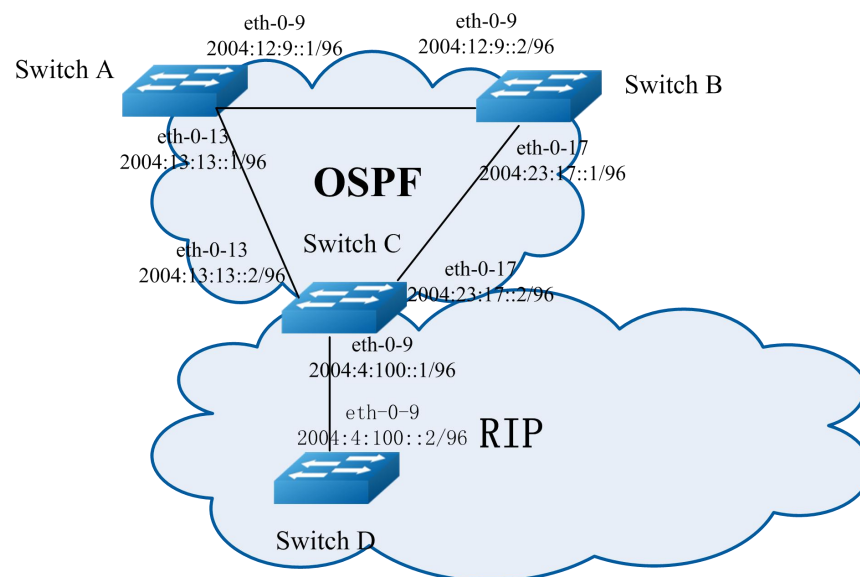 eth-0-9
2004:12:9::1/96
eth-0-9
2004:12:9::2/96
Switch A
Switch B
eth-0-13
2004:13:13::1/96
eth-0-17
2004:23:17::1/96
OSPF
Switch C
eth-0-13
2004:13:13::2/96
eth-0-17
2004:23:17::2/96
eth-0-9
2004:4:100::1/96
eth-0-9
2004:4:100::2/96
RIP
Switch D